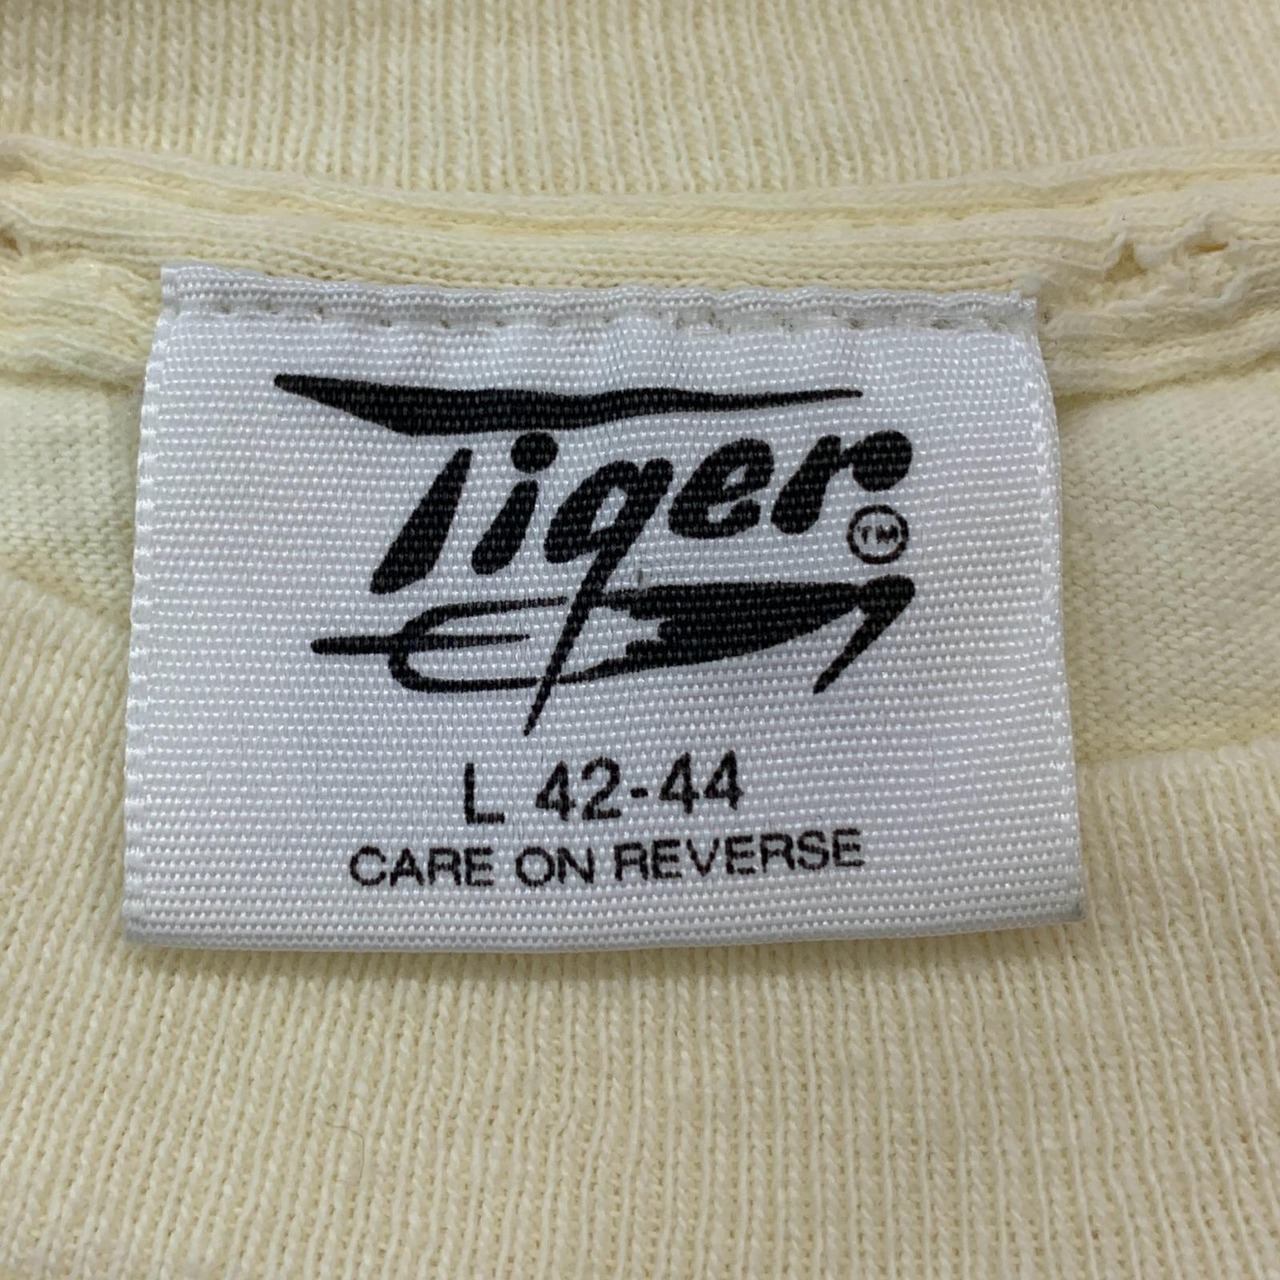 Tiger
TM
L 42-44
CARE ON REVERSE